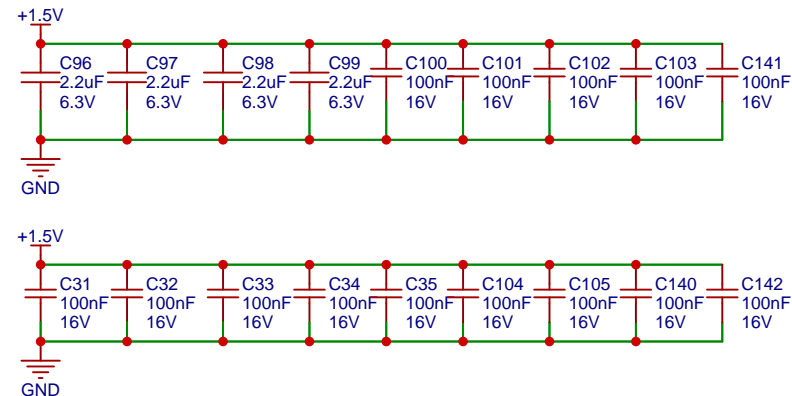 +1.5V
C96 C97 C98 C99 C100 C101 C102 C103 C141
2.2uF 2.2uF 2.2uF 2.2uF 100nF 100nF 100nF 100nF 100nF
6.3V 6.3V 6.3V 6.3V 16V 16V 16V 16V 16V
GND
+1.5V
C31 C32 C33 C34 C35 C104 C105 C140 C142
100nF 100nF 100nF 100nF 100nF 100nF 100nF 100nF 100nF
16V 16V 16V 16V 16V 16V 16V 16V 16V
GND